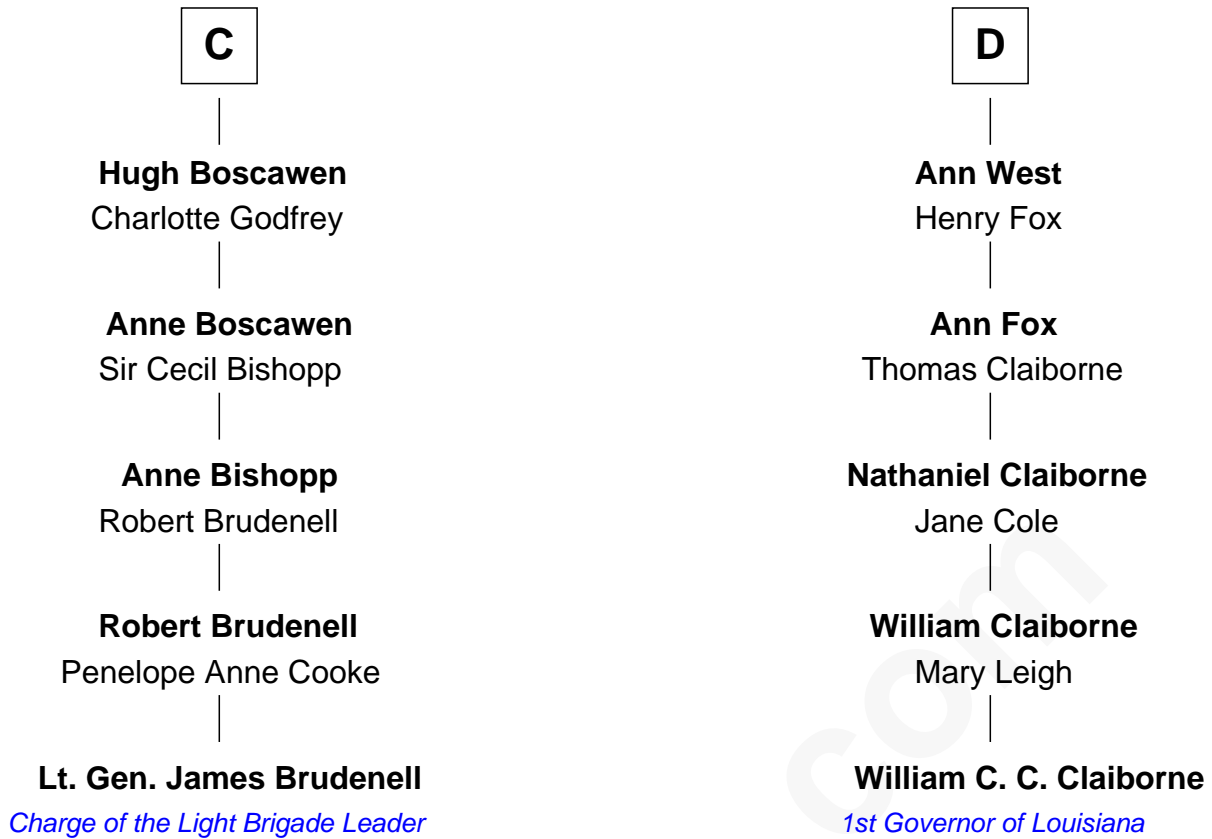 C
Hugh Boscawen
Charlotte Godfrey
Anne Boscawen
Sir Cecil Bishopp
Anne Bishopp
Robert Brudenell
Robert Brudenell
Penelope Anne Cooke
Lt. Gen. James Brudenell
Charge of the Light Brigade Leader
D
Ann West
Henry Fox
Ann Fox
Thomas Claiborne
Nathaniel Claiborne
Jane Cole
William Claiborne
Mary Leigh
William C. C. Claiborne
1st Governor of Louisiana
com